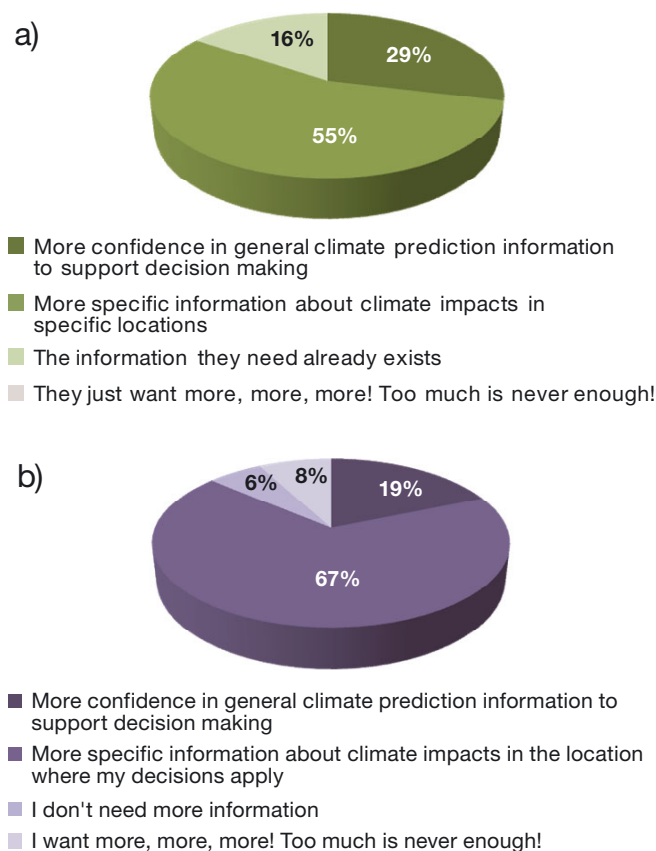 a)
16%
29%
55%
More confidence in general climate prediction information
to support decision making
More specific information about climate impacts in
specific locations
The information they need already exists
They just want more, more, more! Too much is never enough!
b)
6%
8%
19%
67%
More confidence in general climate prediction information to
support decision making
More specific information about climate impacts in the location
where my decisions apply
I don't need more information
I want more, more, more! Too much is never enough!